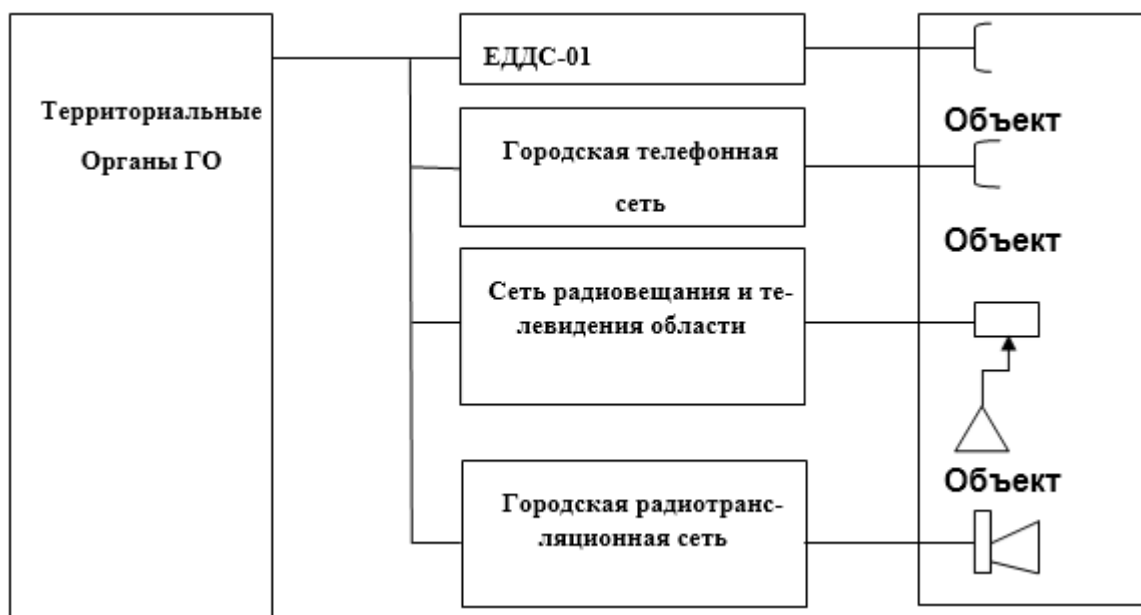 Территориальные
Органы ГО
ЕДДС-01
Городская телефонная
сеть
Сеть радиовещания и те-
левидения области
Городская радиотранс-
ляционная сеть
Объект
Объект
Объект